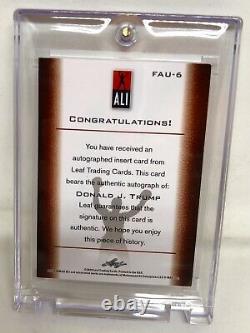 FAU-6
ALI
CONGRATULATIONS!
You have received an
autographed insert card from
Leaf Trading Cards. This card
bears the authentic autograph of:
DONALD J. TRUMP
Leaf guarantees that the
signature on this card is
authentic. We hope you enjoy
this piece of history.
Leaf